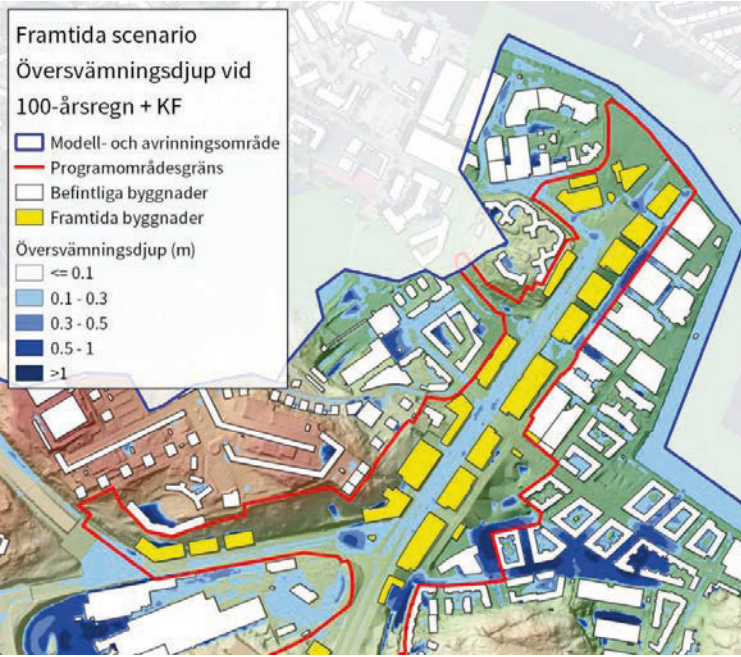 Framtida scenario
Översvämningsdjup vid
100-årsregn + KF
Modell- och avrinningsområde
Programområdesgräns
Befintliga byggnader
Framtida byggnader
Översvämningsdjup (m)
<= 0.1
0.1 - 0.3
0.3 - 0.5
0.5 - 1
>1